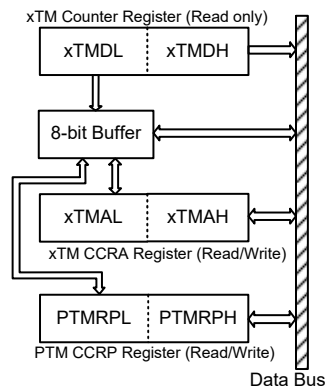 xTM Counter Register (Read only)
xTMDL xTMDH
8-bit Buffer
xTMAL xTMAH
xTM CCRA Register (Read/Write)
PTMRPL PTMRPH
PTM CCRP Register (Read/Write)
Data Bus